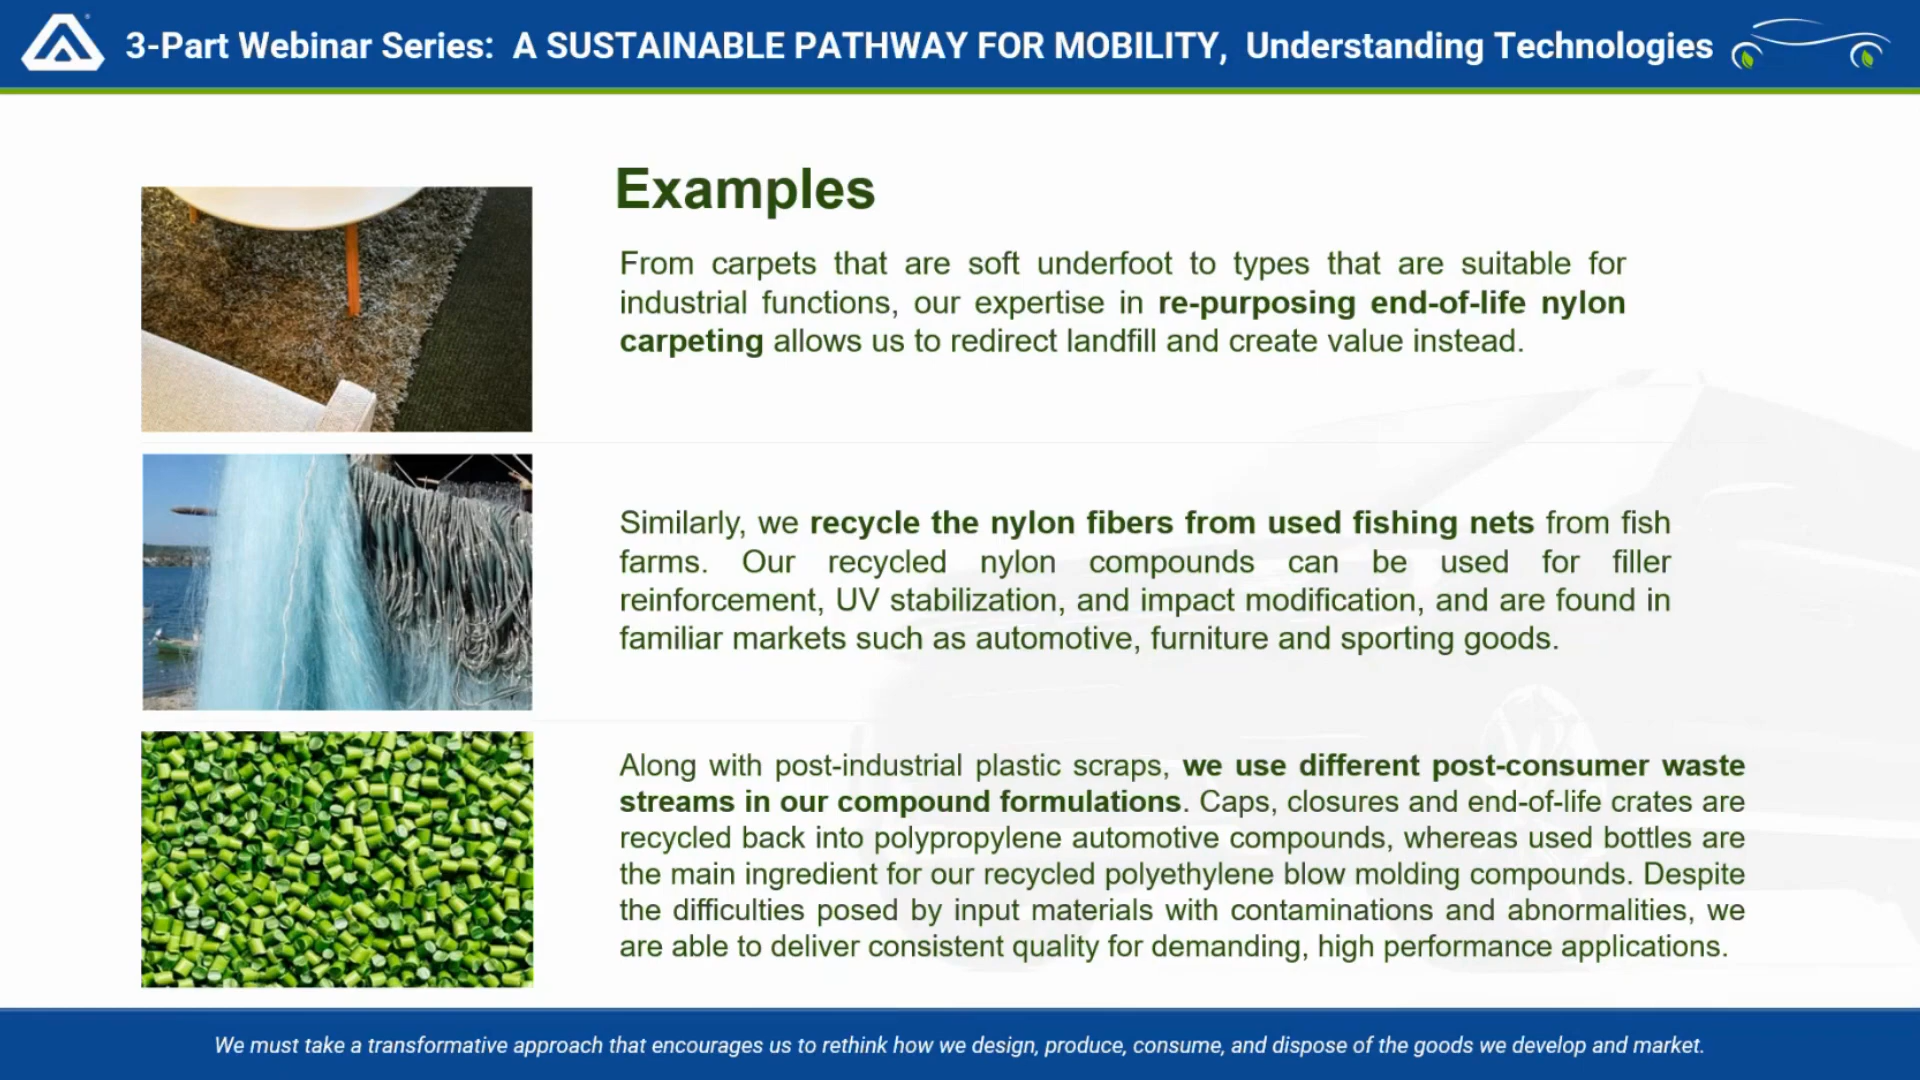 3-Part Webinar Series: A SUSTAINABLE PATHWAY FOR MOBILITY, Understanding Technologies
Examples
From carpets that are soft underfoot to types that are suitable for
industrial functions, our expertise in re-purposing end-of-life nylon
carpeting allows us to redirect landfill and create value instead.
Similarly, we recycle the nylon fibers from used fishing nets from fish
farms. Our recycled nylon compounds can be used for filler
reinforcement, UV stabilization, and impact modification, and are found in
familiar markets such as automotive, furniture and sporting goods.
Along with post-industrial plastic scraps, we use different post-consumer waste
streams in our compound formulations. Caps, closures and end-of-life crates are
recycled back into polypropylene automotive compounds, whereas used bottles are
the main ingredient for our recycled polyethylene blow molding compounds. Despite
the difficulties posed by input materials with contaminations and abnormalities, we
are able to deliver consistent quality for demanding, high performance applications.
We must take a transformative approach that encourages us to rethink how we design, produce, consume, and dispose of the goods we develop and market.